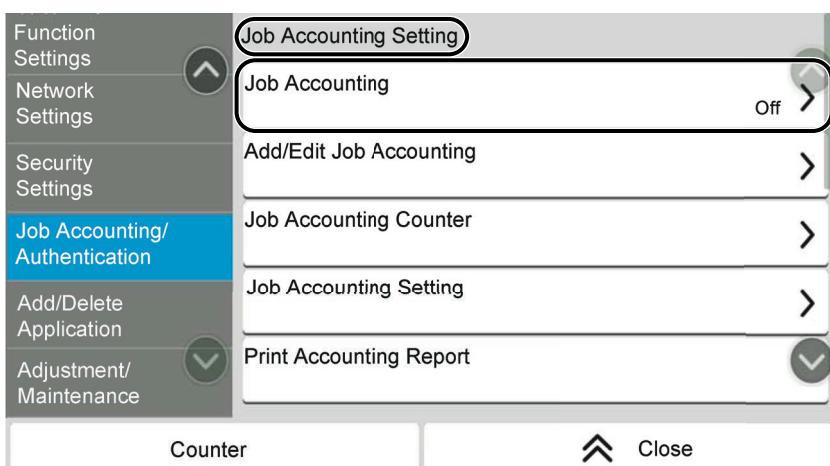 Function
Settings
Network
Settings
Security
Settings
Job Accounting/
Authentication
Add/Delete
Application
Adjustment/
Maintenance
Job Accounting Setting
Job Accounting
Off
Add/Edit Job Accounting
Job Accounting Counter
Job Accounting Setting
Print Accounting Report
Counter
Close